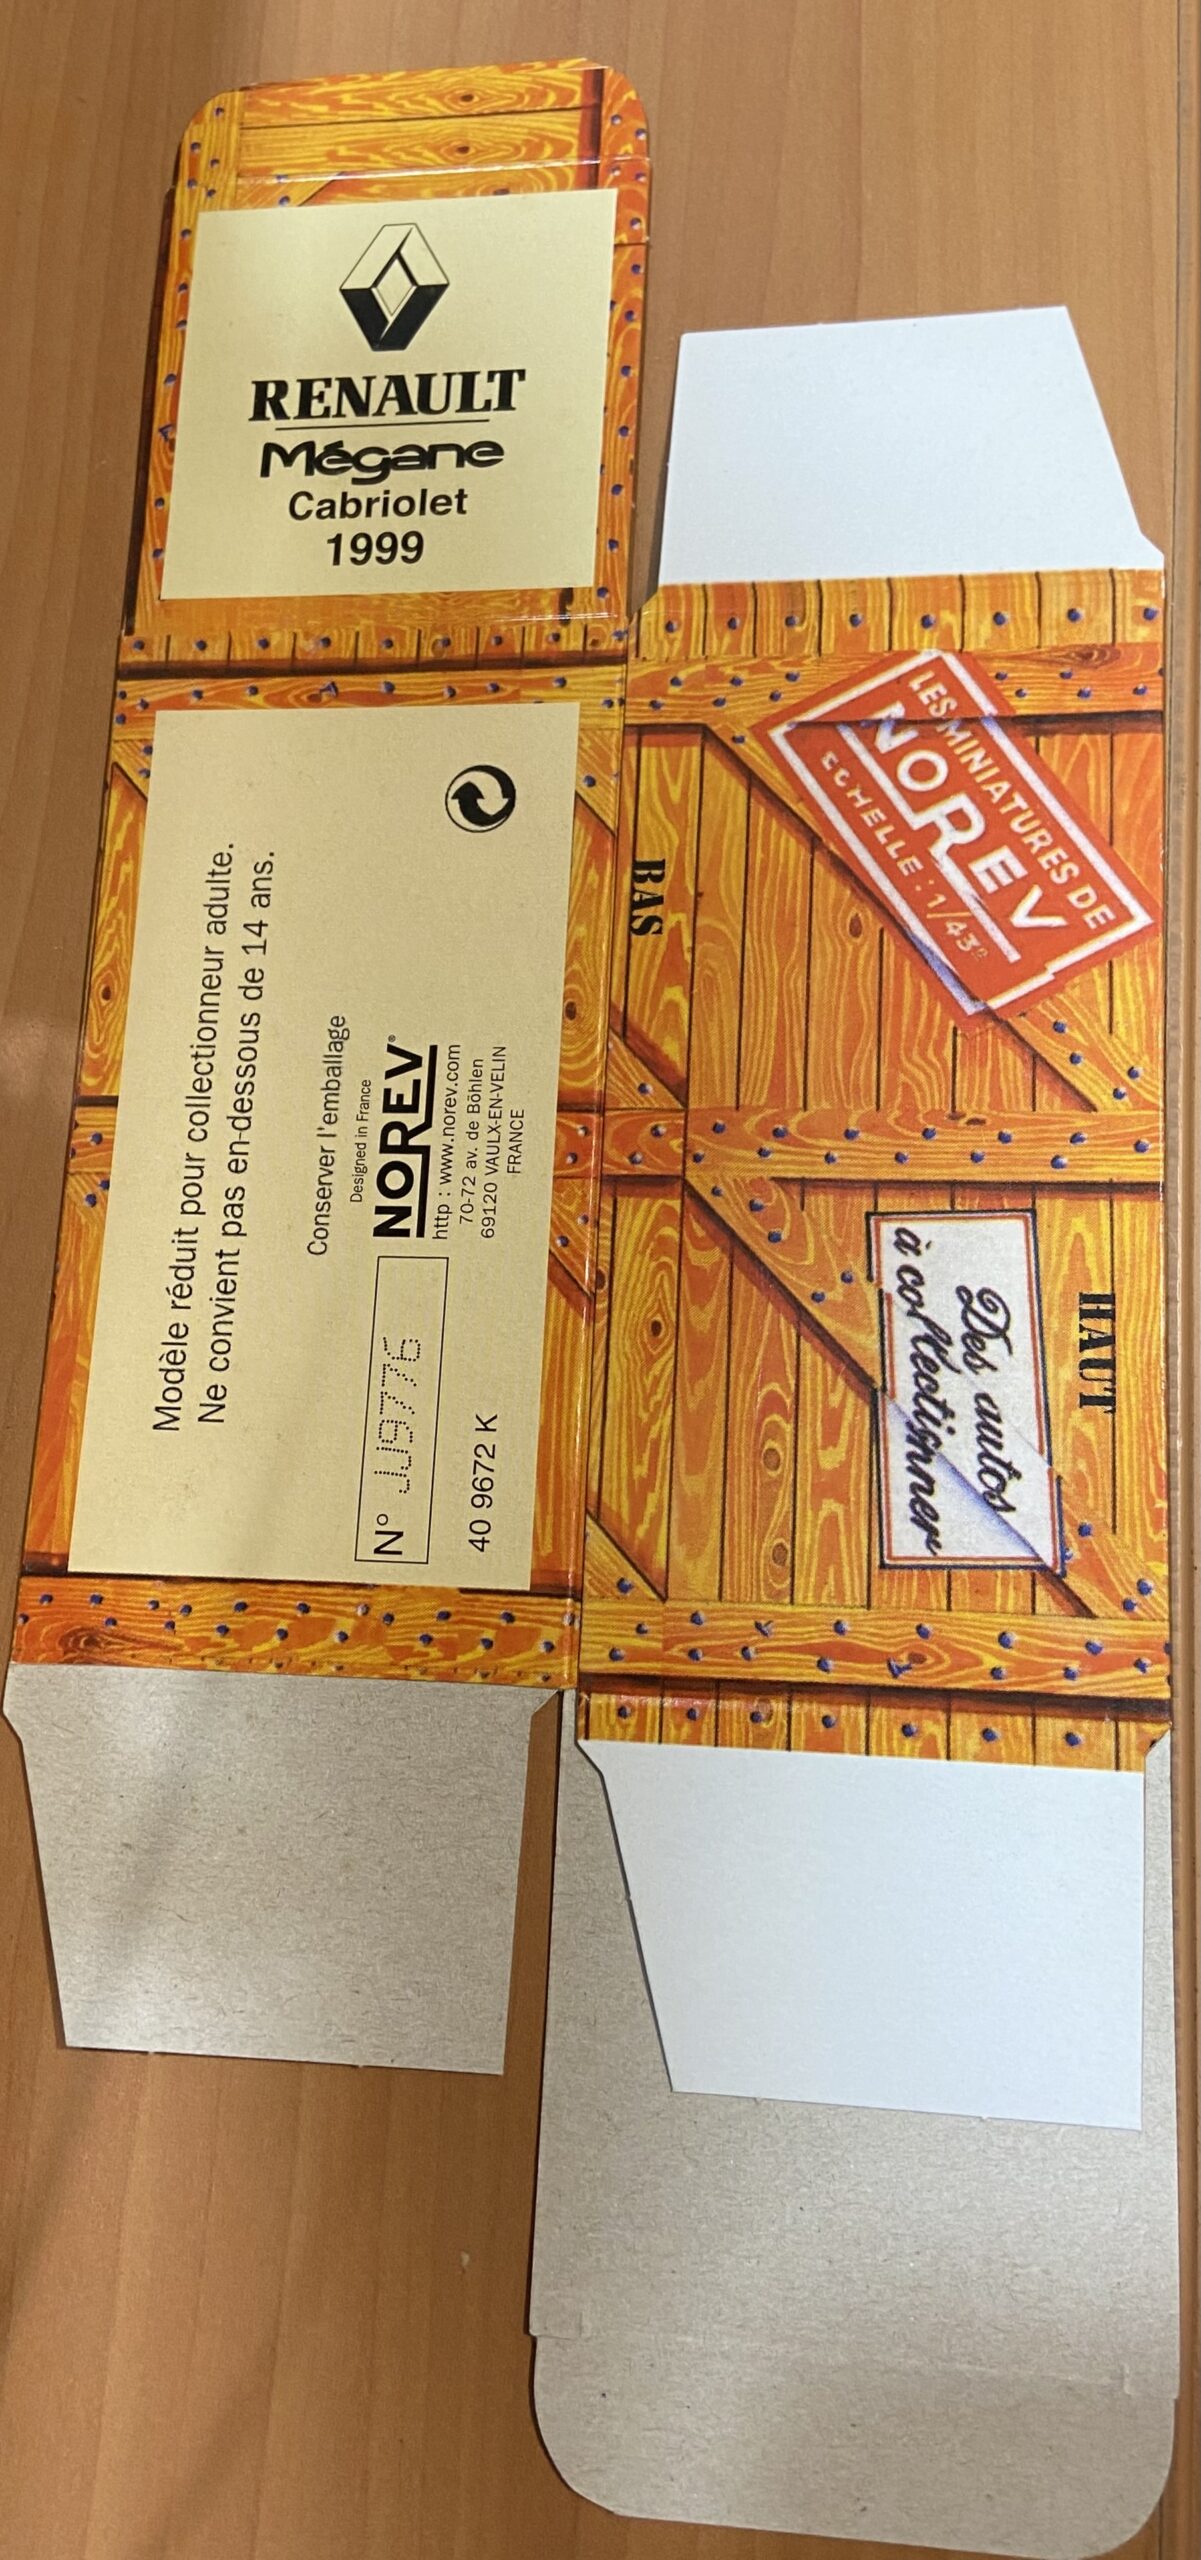 RENAULT
Mégane
Cabriolet
1999
Modèle réduit pour collectionneur adulte.
Ne convient pas en-dessous de 14 ans.
Conserver l'emballage
Designed in France
NOREV®
http : www.norev.com
70-72 av. de Böhlen
69120 VAULX-EN-VELIN
FRANCE
N° JJ9776
40 9672 K
LES MINIATURES DE
NOREV
ECHELLE : 1/43e
BAS
HAUT
Des autos
à collectionner